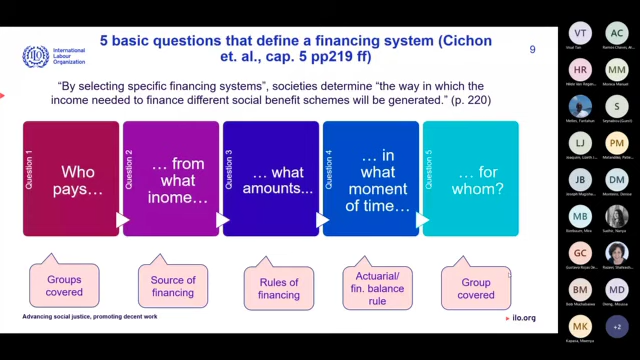 International
Labour
Organization
5 basic questions that define a financing system (Cichon
et. al., cap. 5 pp219 ff)
9
“By selecting specific financing systems”, societies determine “the way in which the
income needed to finance different social benefit schemes will be generated.” (p. 220)
Question 1
Who
pays…
Question 2
… from
what
inome…
Question 3
… what
amounts...
Question 4
… in
what
moment
of time…
Question 5
… for
whom?
Groups
covered
Source of
financing
Rules of
financing
Actuarial/
fin. balance
rule
Group
covered
Advancing social justice, promoting decent work
ilo.org
VT
AC
HR
MM
Monica Manuel
S
LJ
PM
JB
DM
MB
GC
BM
Bob Muchabaiwa
MD
MK
+2